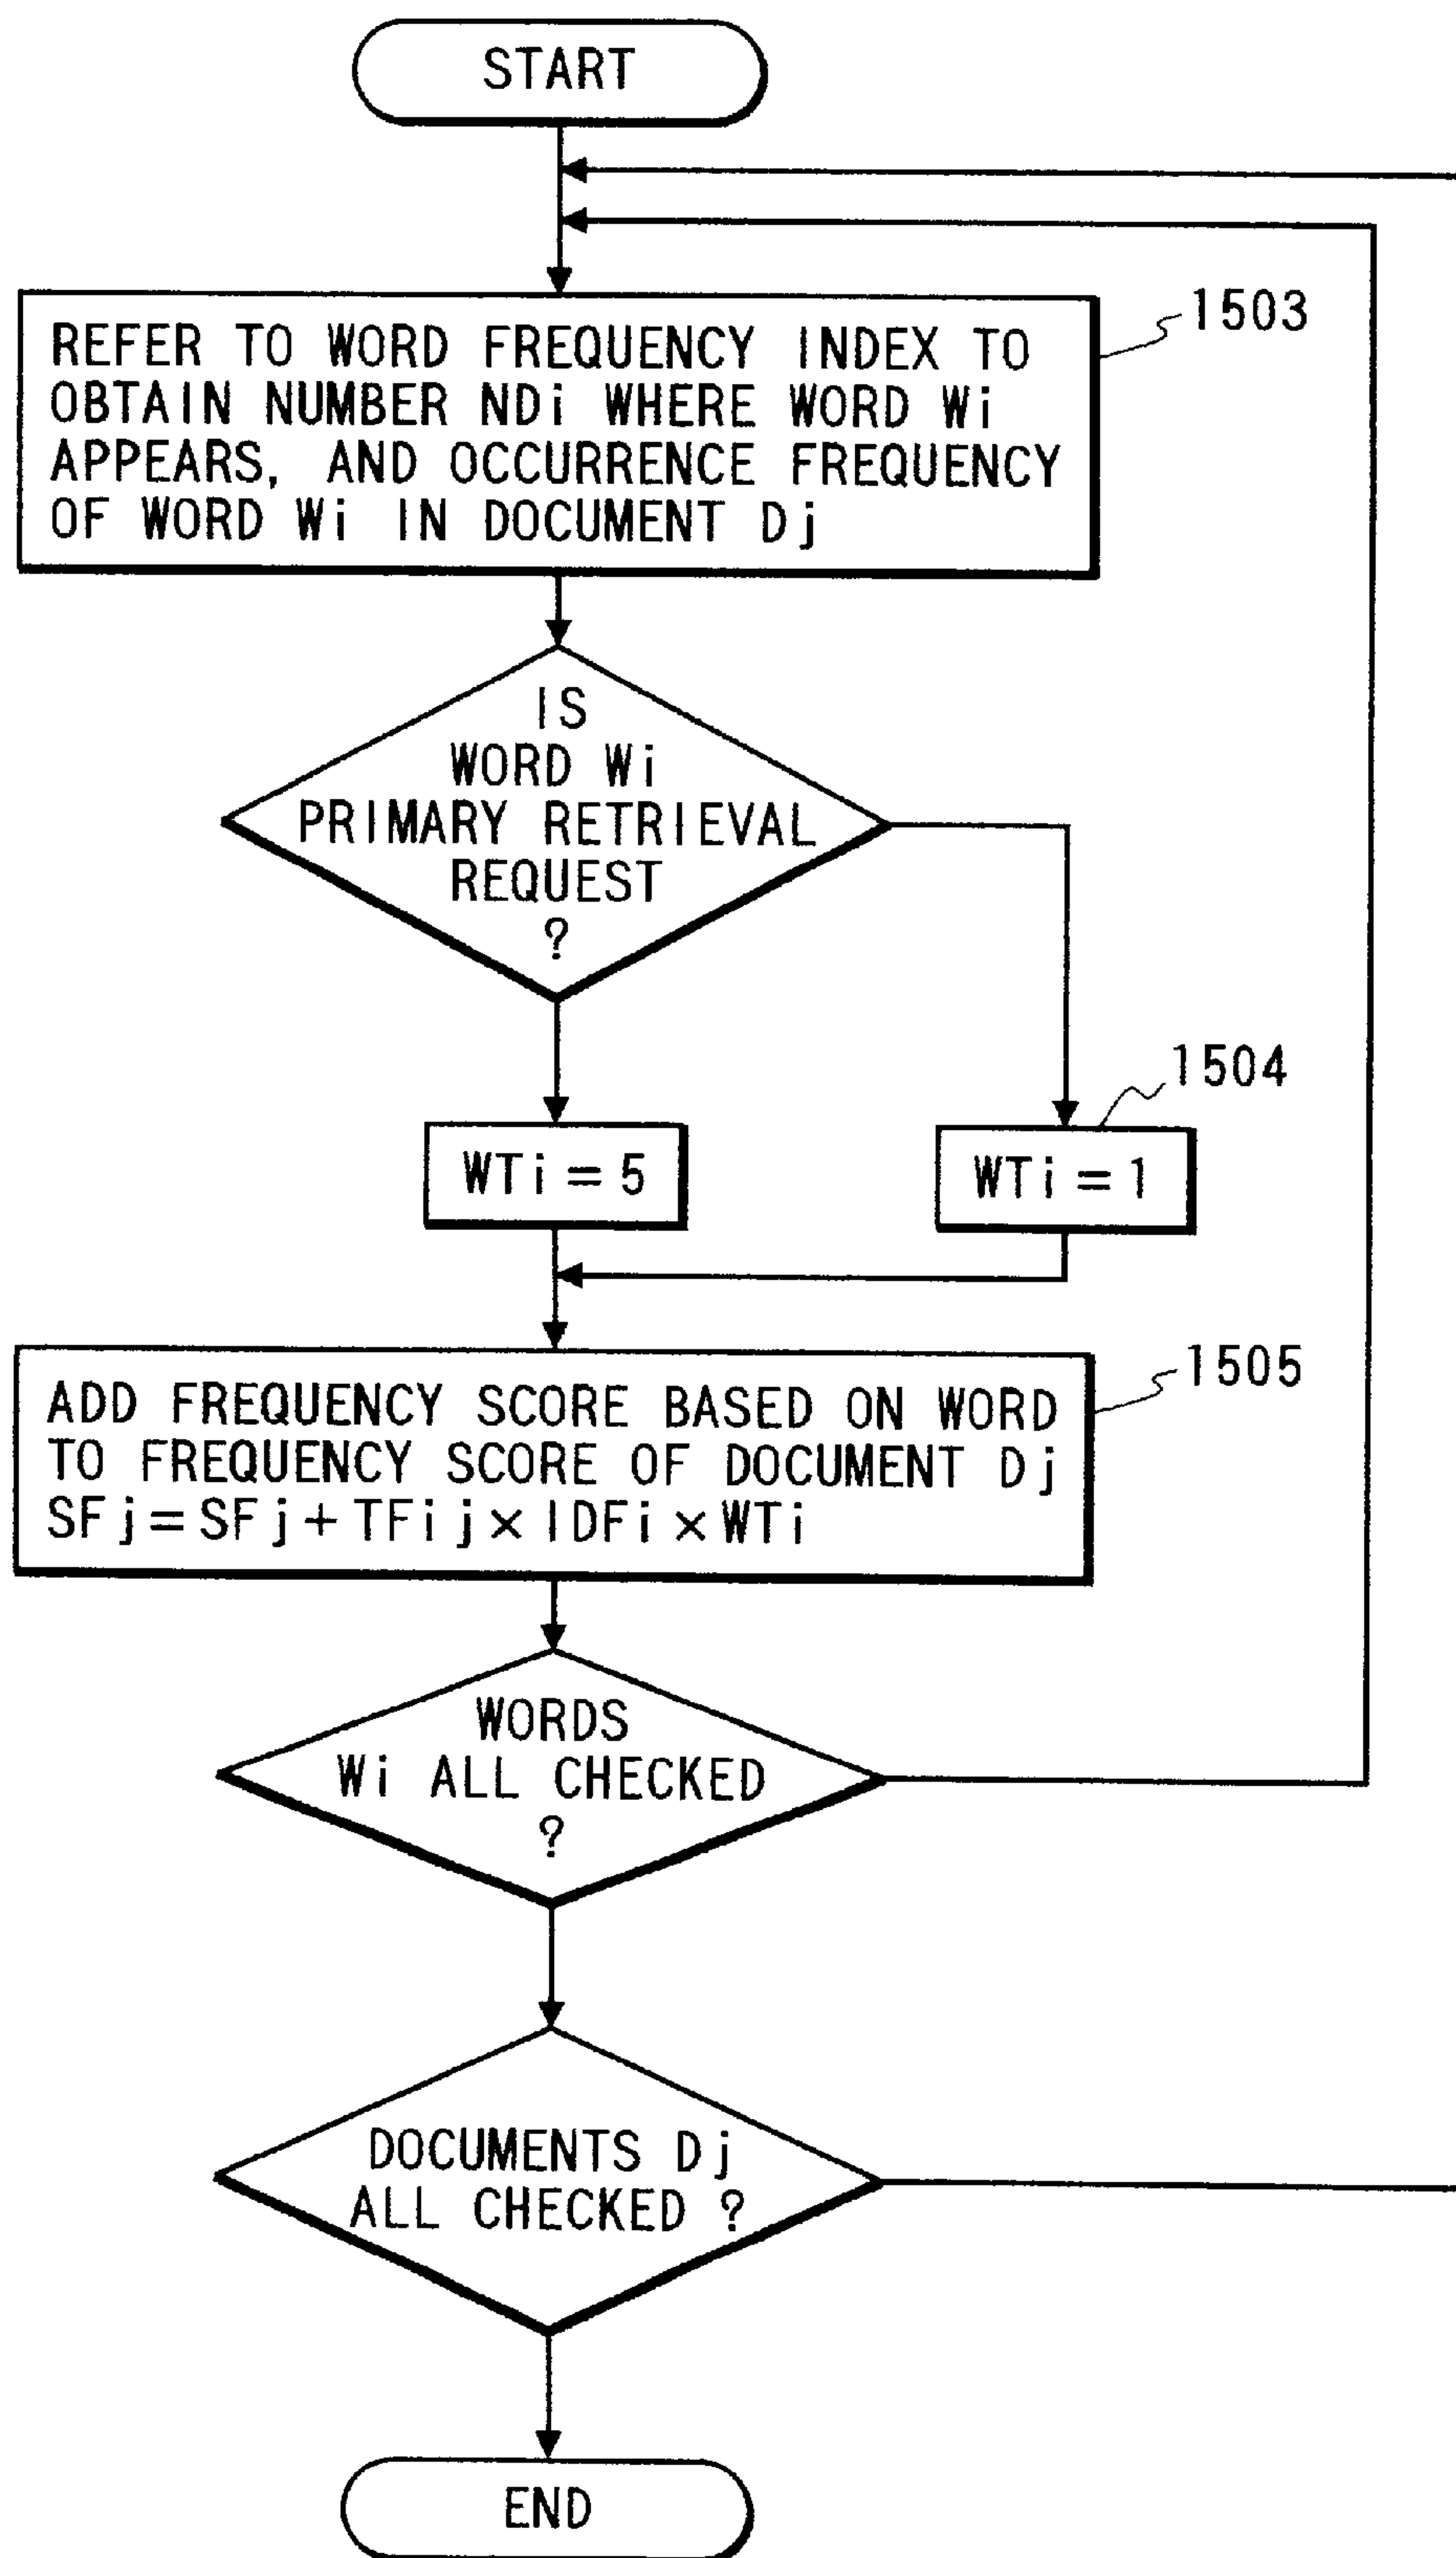 START
1503
REFER TO WORD FREQUENCY INDEX TO
OBTAIN NUMBER NDi WHERE WORD Wi
APPEARS, AND OCCURRENCE FREQUENCY
OF WORD Wi IN DOCUMENT Dj
IS
WORD Wi
PRIMARY RETRIEVAL
REQUEST
?
1504
WTi=5
WTi=1
1505
ADD FREQUENCY SCORE BASED ON WORD
TO FREQUENCY SCORE OF DOCUMENT Dj
SFj=SFj+TFij×IDFi×WTi
WORDS
Wi ALL CHECKED
?
DOCUMENTS Dj
ALL CHECKED ?
END